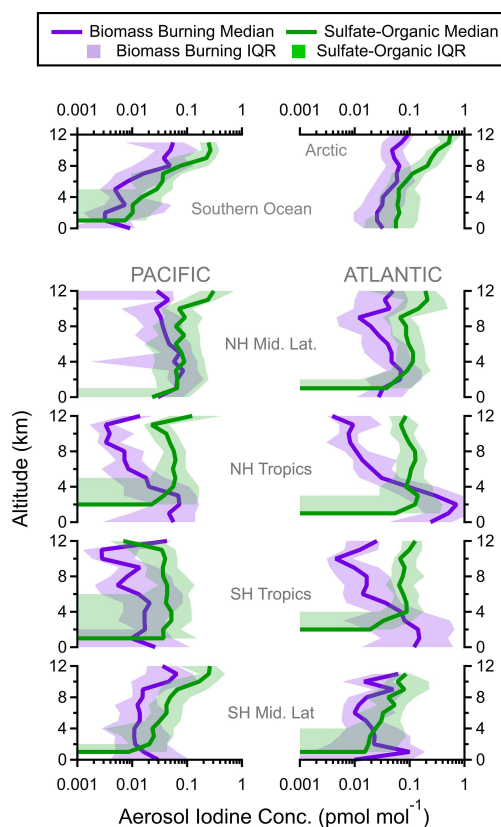 Biomass Burning Median
Sulfate-Organic Median
Biomass Burning IQR
Sulfate-Organic IQR
0.001 0.01 0.1 1
0.001 0.01 0.1 1
12
8
4
0
Southern Ocean
Arctic
12
8
4
0
PACIFIC
ATLANTIC
12
8
4
0
NH Mid. Lat.
12
8
4
0
12
8
4
0
NH Tropics
12
8
4
0
12
8
4
0
SH Tropics
12
8
4
0
12
8
4
0
SH Mid. Lat
12
8
4
0
Altitude (km)
0.001 0.01 0.1 1
0.001 0.01 0.1 1
Aerosol Iodine Conc. (pmol mol⁻¹)